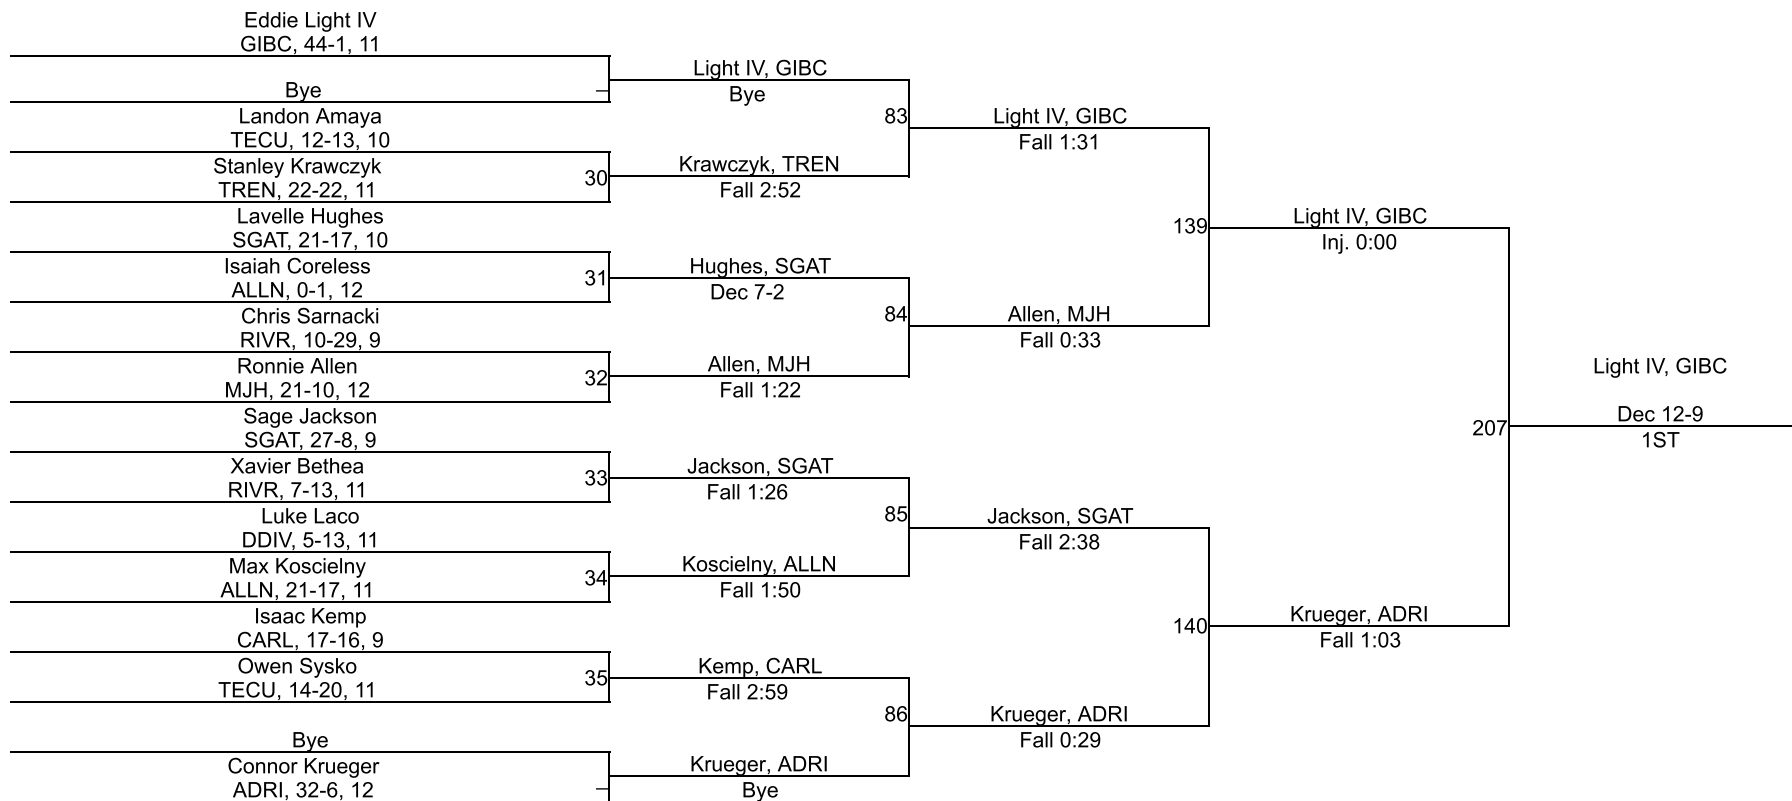 Eddie Light IV
GIBC, 44-1, 11
Bye
Landon Amaya
TECU, 12-13, 10
Stanley Krawczyk
TREN, 22-22, 11
Lavelle Hughes
SGAT, 21-17, 10
Isaiah Coreless
ALLN, 0-1, 12
Chris Sarnacki
RIVR, 10-29, 9
Ronnie Allen
MJH, 21-10, 12
Sage Jackson
SGAT, 27-8, 9
Xavier Bethea
RIVR, 7-13, 11
Luke Laco
DDIV, 5-13, 11
Max Koscielny
ALLN, 21-17, 11
Isaac Kemp
CARL, 17-16, 9
Owen Sysko
TECU, 14-20, 11
Bye
Connor Krueger
ADRI, 32-6, 12
30
31
32
33
34
35
Light IV, GIBC
Bye
Krawczyk, TREN
Fall 2:52
Hughes, SGAT
Dec 7-2
Allen, MJH
Fall 1:22
Jackson, SGAT
Fall 1:26
Koscielny, ALLN
Fall 1:50
Kemp, CARL
Fall 2:59
Krueger, ADRI
Bye
83
84
85
86
Light IV, GIBC
Fall 1:31
Allen, MJH
Fall 0:33
Jackson, SGAT
Fall 2:38
Krueger, ADRI
Fall 0:29
139
140
Light IV, GIBC
Inj. 0:00
Krueger, ADRI
Fall 1:03
207
Light IV, GIBC
Dec 12-9
1ST